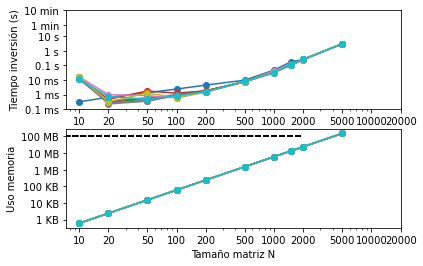 Tiempo inversión (s)
10 min
1 min
10 s
1 s
0.1 s
10 ms
1 ms
0.1 ms
10 20 50 100 200 500 1000 2000 5000 10000 20000
Uso memoria
100 MB
10 MB
1 MB
100 KB
10 KB
1 KB
10 20 50 100 200 500 1000 2000 5000 10000 20000
Tamaño matriz N